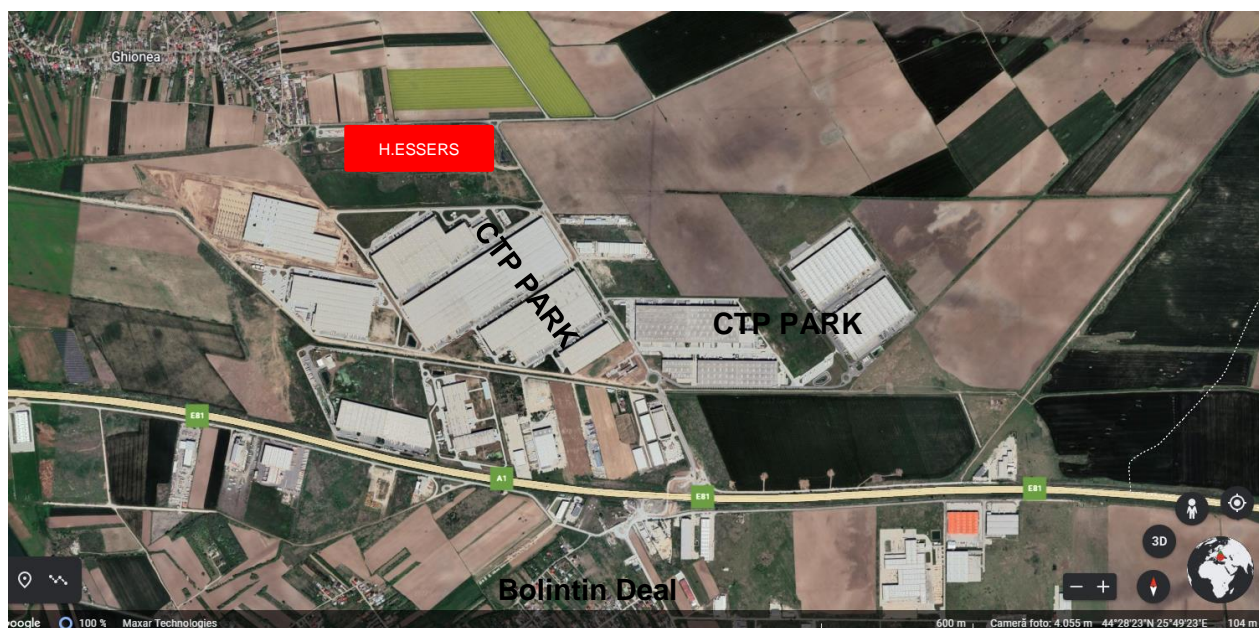 Ghionea
H.ESSERS
CTP PARK
CTP PARK
E81
A1
E81
E81
3D
Bolintin Deal
oogle 100 % Maxar Technologies 600 m Cameră foto: 4.055 m 44°28'23"N 25°49'23"E 104 m